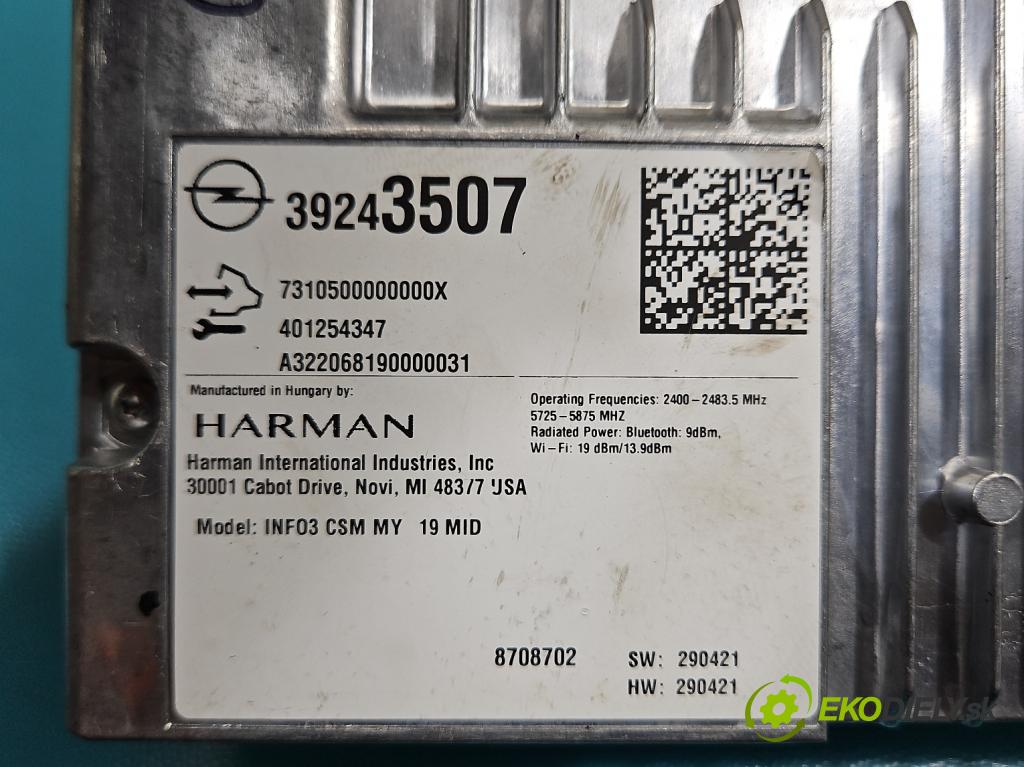 39243507
7310500000000X
401254347
A322068190000031
Manufactured in Hungary by:
HARMAN
Harman International Industries, Inc
30001 Cabot Drive, Novi, MI 48377 USA
Operating Frequencies: 2400-2483.5 MHz
5725-5875 MHZ
Radiated Power: Bluetooth: 9dBm,
Wi-Fi: 19 dBm/13.9dBm
Model: INFO3 CSM MY 19 MID
8708702
SW: 290421
HW: 290421
EKODIELY.sk